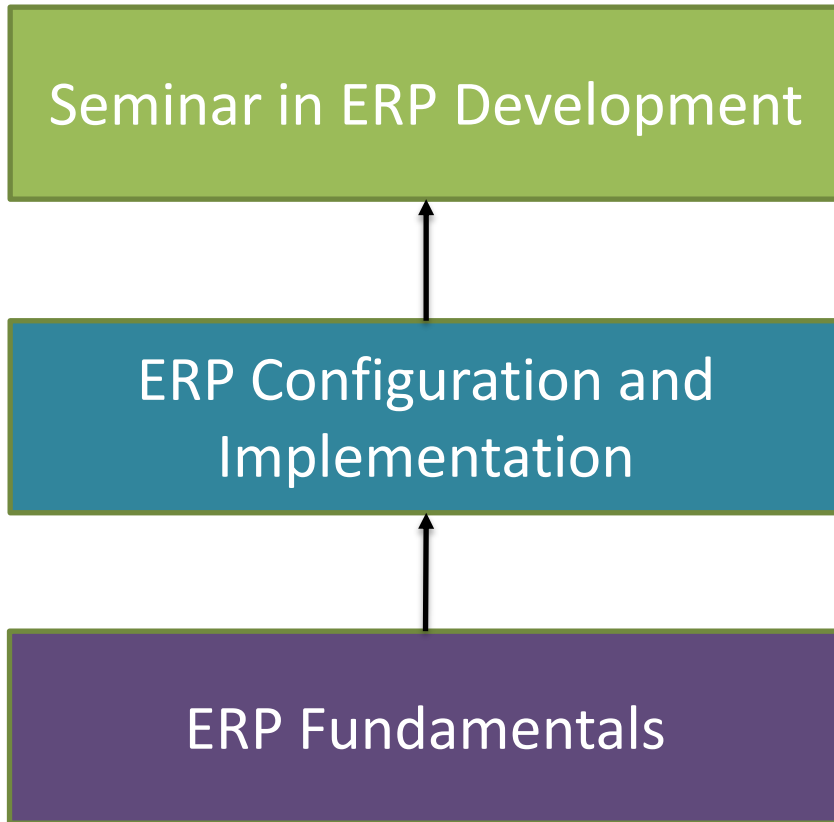 Seminar in ERP Development
ERP Configuration and
Implementation
ERP Fundamentals